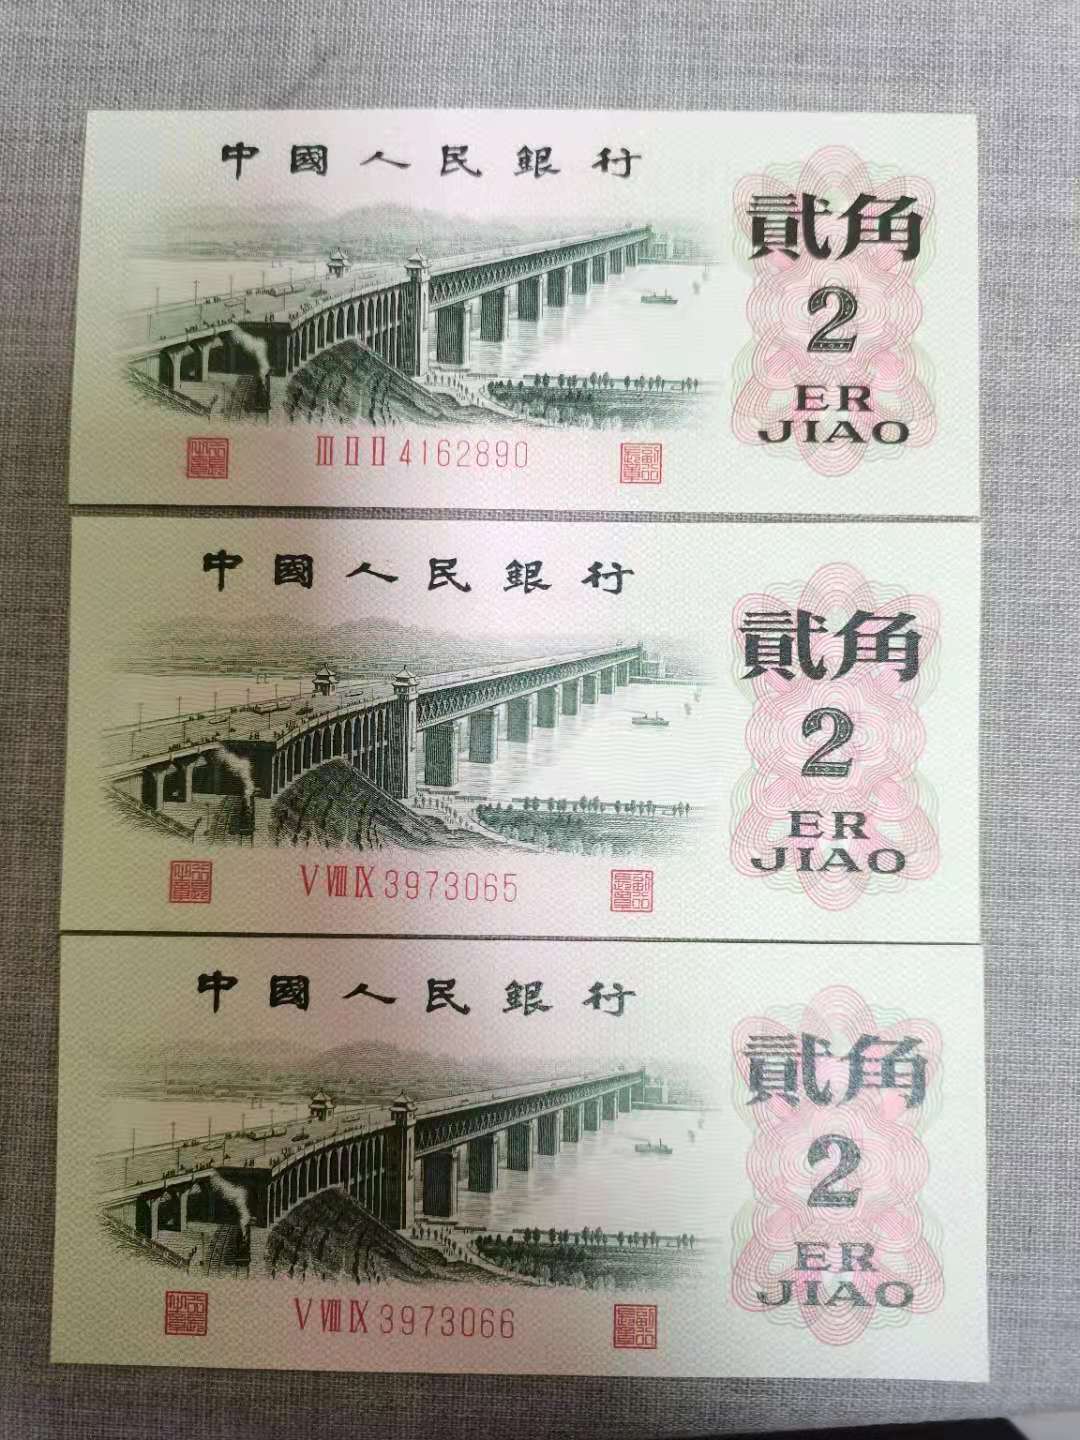 中國人民銀行
貳角
2
ER
JIAO
Ⅲ Ⅱ Ⅱ 4162890
中國人民銀行
貳角
2
ER
JIAO
Ⅴ Ⅷ Ⅸ 3973065
中國人民銀行
貳角
2
ER
JIAO
Ⅴ Ⅷ Ⅸ 3973066